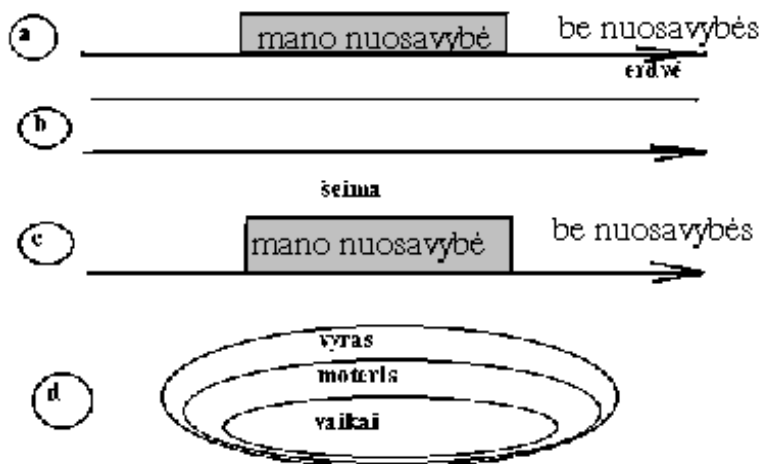 a
mano nuosavybė be nuosavybės
erdvė
b
šeima
c
mano nuosavybė be nuosavybės
vyras
moteris
d
vaikai